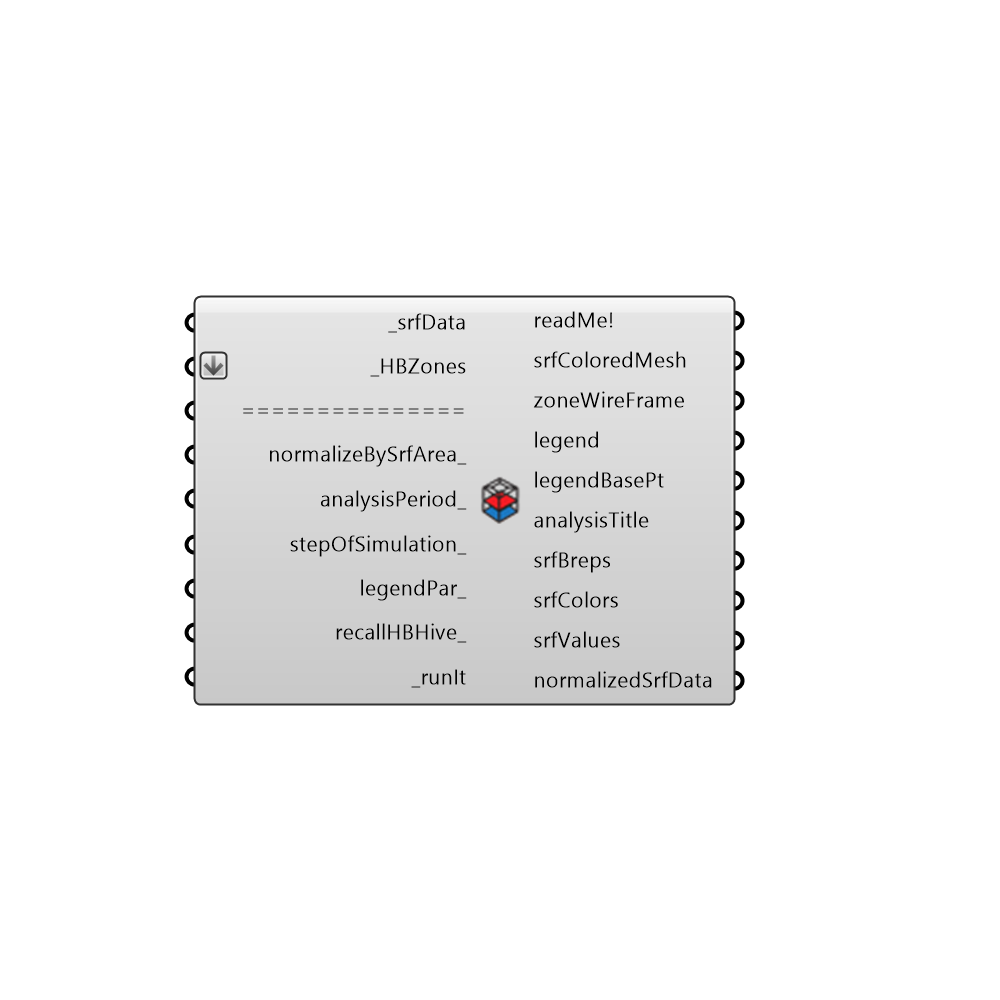 _srfData
_HBZones
===============
normalizeBySrfArea_
analysisPeriod_
stepOfSimulation_
legendPar_
recallHBHive_
_runIt
readMe!
srfColoredMesh
zoneWireFrame
legend
legendBasePt
analysisTitle
srfBreps
srfColors
srfValues
normalizedSrfData